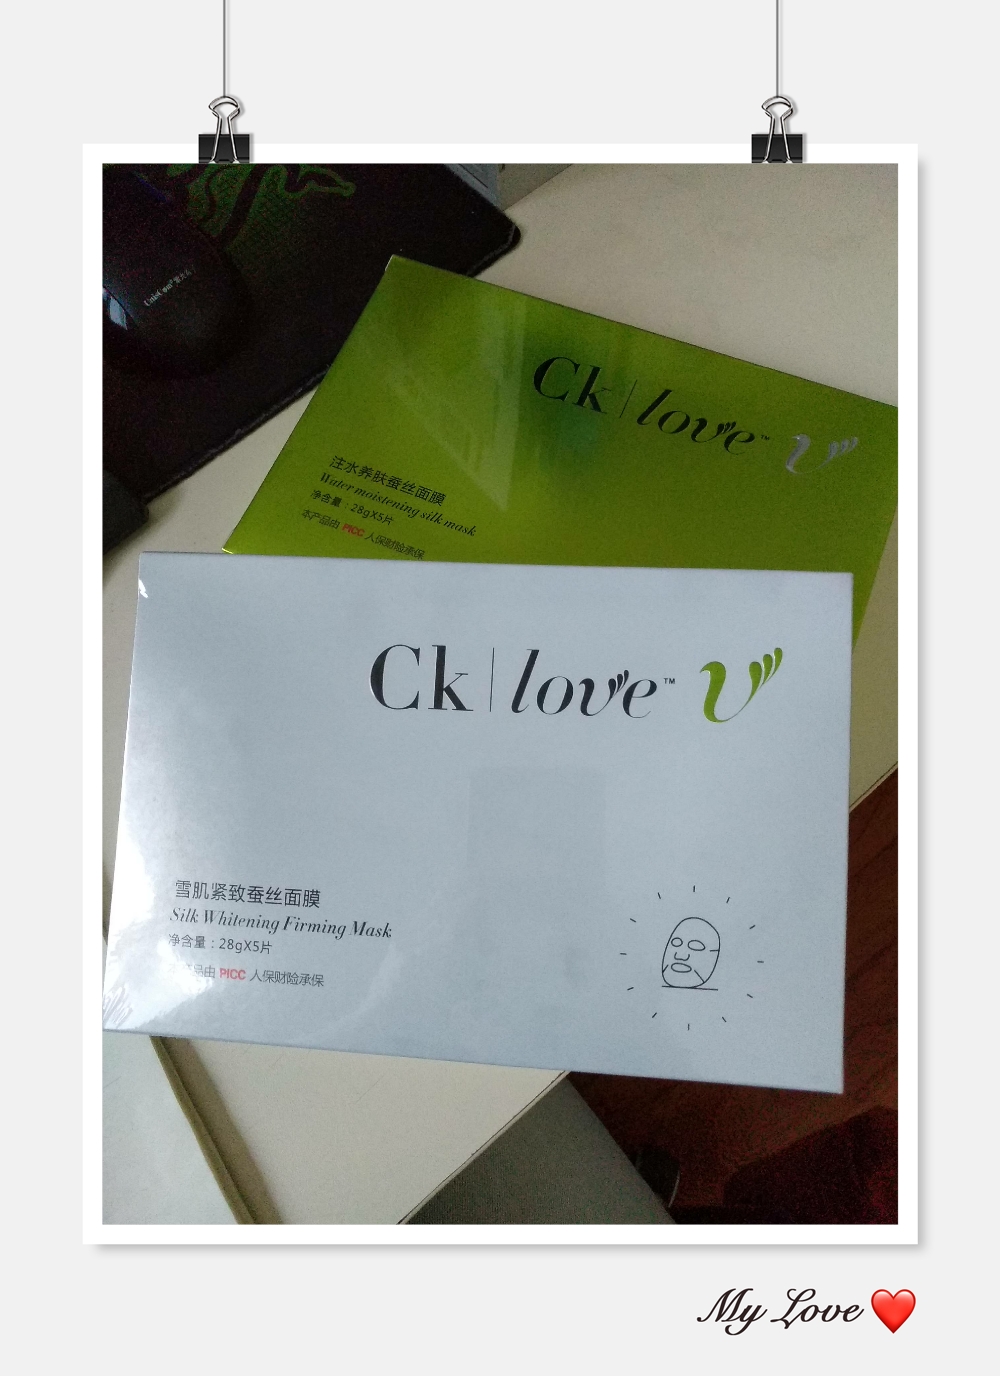 Ck | love™
注水养肤蚕丝面膜
Water moistening silk mask
净含量：28gX5片
本产品由 PICC 人保财险承保
Ck | love™
雪肌紧致蚕丝面膜
Silk Whitening Firming Mask
净含量：28gX5片
品由 PICC 人保财险承保
My Love ❤️